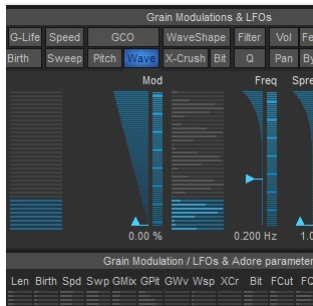 Grain Modulations & LFOs
G-Life Speed GCO WaveShape Filter Vol
Birth Sweep Pitch Wave X-Crush Bit Q Pan
Mod Freq
0.00 % 0.200 Hz
Grain Modulation / LFOs & Adore parameter
Len Birth Spd Swp GMix GPit GWv Wsp XCr Bit FCut